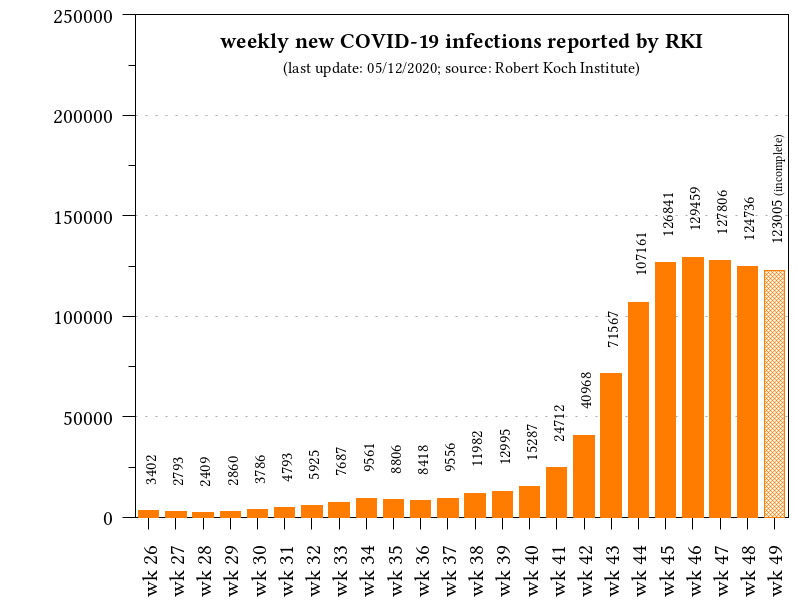 weekly new COVID-19 infections reported by RKI
(last update: 05/12/2020; source: Robert Koch Institute)
250000
200000
150000
100000
50000
0
3402
2793
2409
2860
3786
4793
5925
7687
9561
8806
8418
9556
11982
12995
15287
24712
40968
71567
107161
126841
129459
127806
124736
123005 (incomplete)
wk 26
wk 27
wk 28
wk 29
wk 30
wk 31
wk 32
wk 33
wk 34
wk 35
wk 36
wk 37
wk 38
wk 39
wk 40
wk 41
wk 42
wk 43
wk 44
wk 45
wk 46
wk 47
wk 48
wk 49